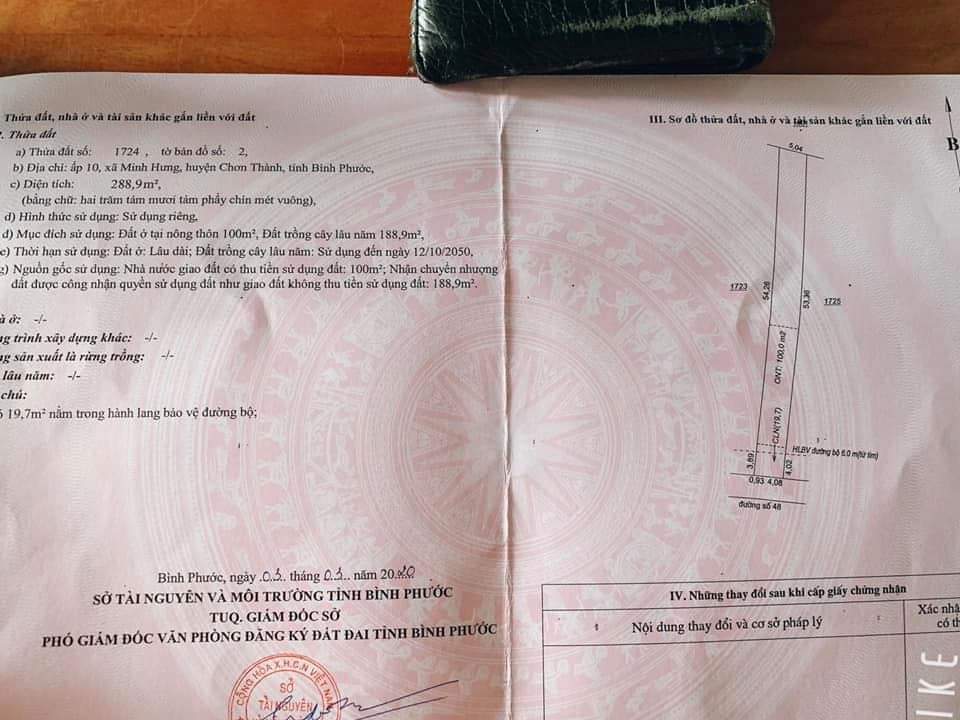 Thửa đất, nhà ở và tài sản khác gắn liền với đất
. Thửa đất
a) Thửa đất số: 1724 , tờ bản đồ số: 2,
b) Địa chỉ: ấp 10, xã Minh Hưng, huyện Chơn Thành, tỉnh Bình Phước,
c) Diện tích: 288,9m²,
(bằng chữ: hai trăm tám mươi tám phẩy chín mét vuông),
d) Hình thức sử dụng: Sử dụng riêng,
đ) Mục đích sử dụng: Đất ở tại nông thôn 100m², Đất trồng cây lâu năm 188,9m²,
e) Thời hạn sử dụng: Đất ở: Lâu dài; Đất trồng cây lâu năm: Sử dụng đến ngày 12/10/2050,
g) Nguồn gốc sử dụng: Nhà nước giao đất có thu tiền sử dụng đất: 100m²; Nhận chuyển nhượng
đất được công nhận quyền sử dụng đất như giao đất không thu tiền sử dụng đất: 188,9m².
à ở: -/-
ng trình xây dựng khác: -/-
ng sản xuất là rừng trồng: -/-
lâu năm: -/-
chú:
19,7m² nằm trong hành lang bảo vệ đường bộ;
Bình Phước, ngày 03 tháng 03 năm 20
SỞ TÀI NGUYÊN VÀ MÔI TRƯỜNG TỈNH BÌNH PHƯỚC
TUQ. GIÁM ĐỐC SỞ
PHÓ GIÁM ĐỐC VĂN PHÒNG ĐĂNG KÝ ĐẤT ĐAI TỈNH BÌNH PHƯỚC
CỘNG HÒA X.H.C.N VIỆT NAM
SỞ
TÀI NGUYÊN
III. Sơ đồ thửa đất, nhà ở và tài sản khác gắn liền với đất
B
5,04
1723
54,26
53,36
1725
ONT: 100,0 m2
CLN(19,7)
HLBV đường bộ 6.0 m(từ tim)
3,89
4,02
0,93 4,08
đường số 48
IV. Những thay đổi sau khi cấp giấy chứng nhận
Nội dung thay đổi và cơ sở pháp lý
Xác nhậ
có th
IKE